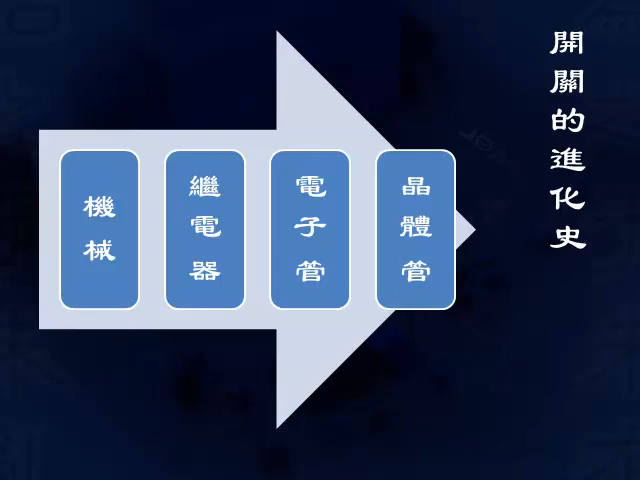 開關的進化史
機械
繼電器
電子管
晶體管